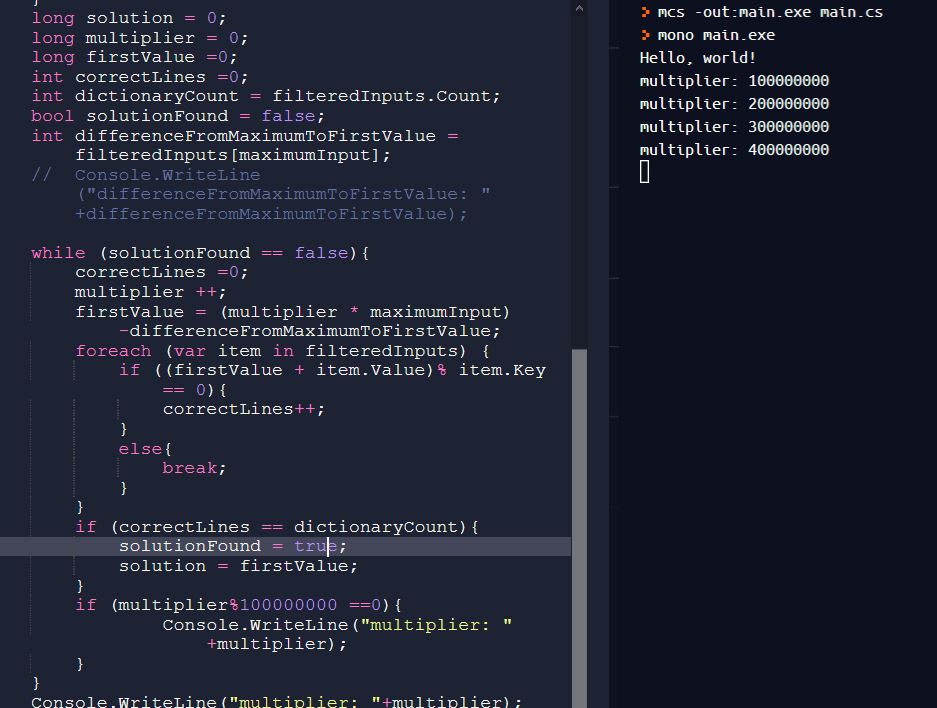 }
long solution = 0;
long multiplier = 0;
long firstValue =0;
int correctLines =0;
int dictionaryCount = filteredInputs.Count;
bool solutionFound = false;
int differenceFromMaximumToFirstValue =
filteredInputs[maximumInput];
//  Console.WriteLine
("differenceFromMaximumToFirstValue: "
+differenceFromMaximumToFirstValue);
while (solutionFound == false){
correctLines =0;
multiplier ++;
firstValue = (multiplier * maximumInput)
-differenceFromMaximumToFirstValue;
foreach (var item in filteredInputs) {
if ((firstValue + item.Value)% item.Key
== 0){
correctLines++;
}
else{
break;
}
}
if (correctLines == dictionaryCount){
solutionFound = true;
solution = firstValue;
}
if (multiplier%100000000 ==0){
Console.WriteLine("multiplier: "
+multiplier);
}
}
Console.WriteLine("multiplier: "+multiplier);
> mcs -out:main.exe main.cs
> mono main.exe
Hello, world!
multiplier: 100000000
multiplier: 200000000
multiplier: 300000000
multiplier: 400000000